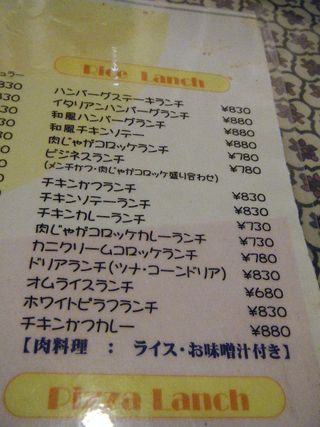 Rice Lanch
ハンバーグステーキランチ ¥830
イタリアンハンバーグランチ ¥880
和風ハンバーグランチ ¥880
和風チキンソテー ¥880
肉じゃがコロッケランチ ¥780
ビジネスランチ ¥780
(メンチかつ・肉じゃがコロッケ盛り合わせ)
チキンかつランチ ¥830
チキンソテーランチ ¥830
チキンカレーランチ ¥730
肉じゃがコロッケカレーランチ ¥730
カニクリームコロッケランチ ¥780
ドリアランチ(ツナ・コーンドリア) ¥830
オムライスランチ ¥680
ホワイトピラフランチ ¥830
チキンかつカレー ¥880
【肉料理 : ライス・お味噌汁付き】
Pizza Lanch